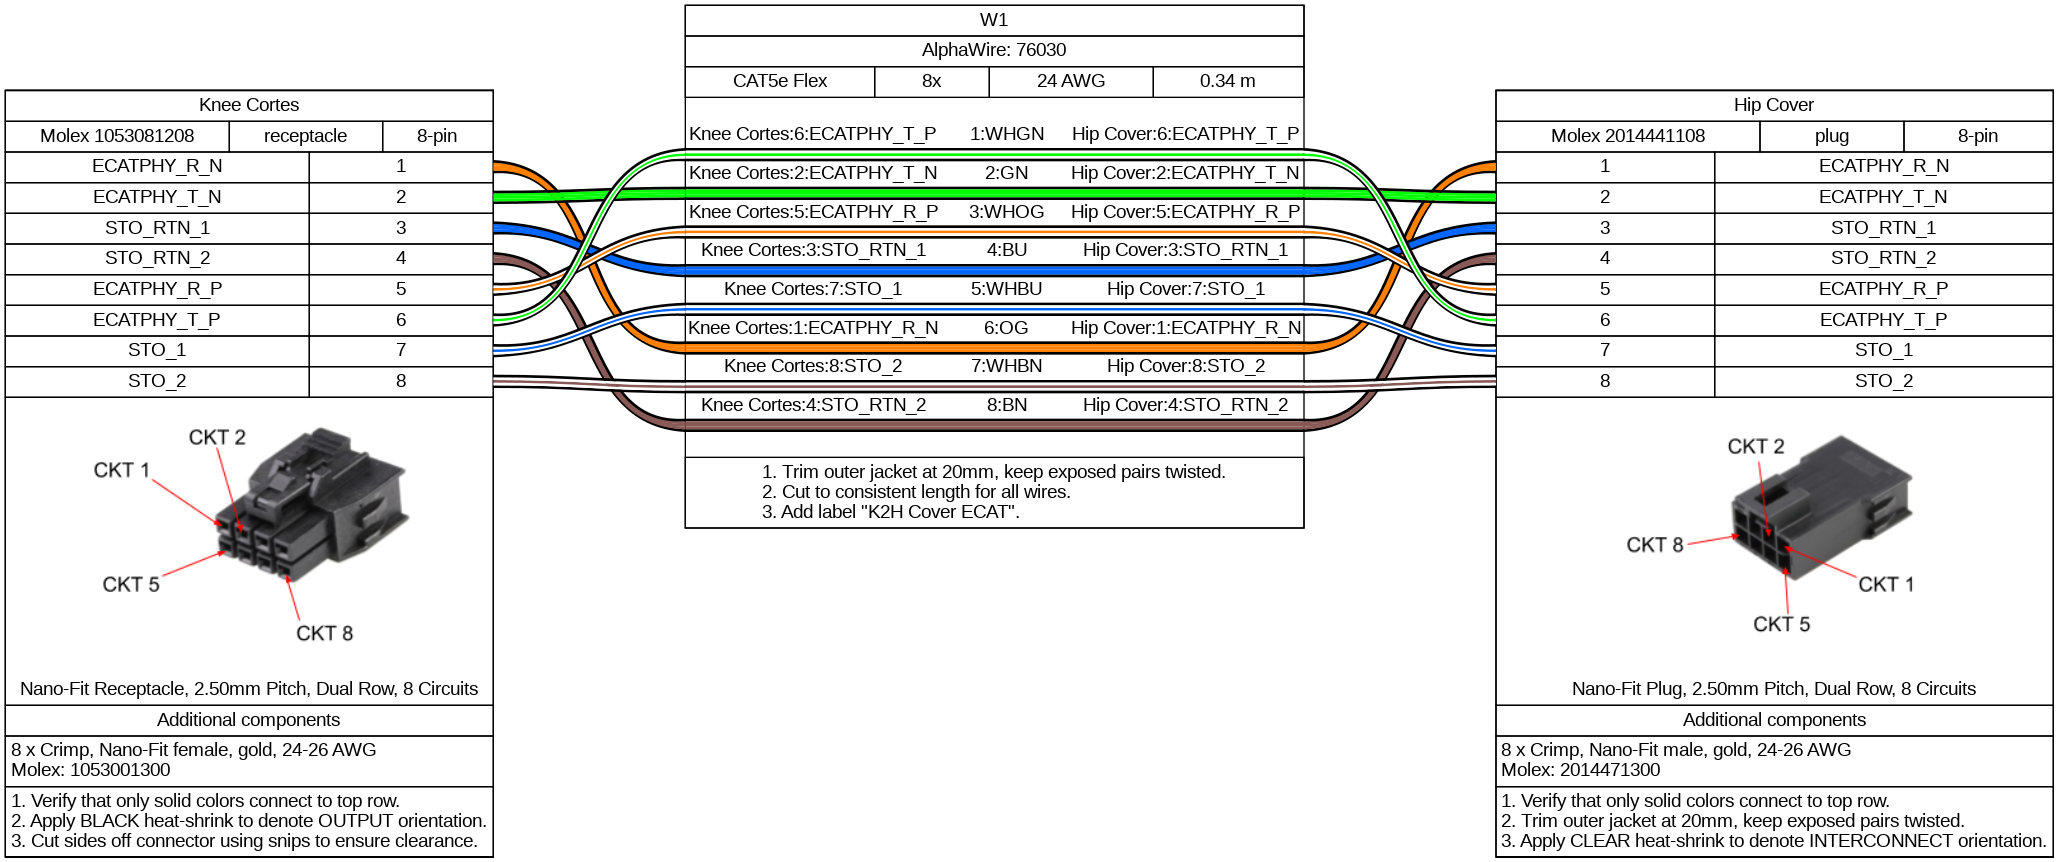 W1
AlphaWire: 76030
CAT5e Flex 8x 24 AWG 0.34 m
Knee Cortes:6:ECATPHY_T_P 1:WHGN Hip Cover:6:ECATPHY_T_P
Knee Cortes:2:ECATPHY_T_N 2:GN Hip Cover:2:ECATPHY_T_N
Knee Cortes:5:ECATPHY_R_P 3:WHOG Hip Cover:5:ECATPHY_R_P
Knee Cortes:3:STO_RTN_1 4:BU Hip Cover:3:STO_RTN_1
Knee Cortes:7:STO_1 5:WHBU Hip Cover:7:STO_1
Knee Cortes:1:ECATPHY_R_N 6:OG Hip Cover:1:ECATPHY_R_N
Knee Cortes:8:STO_2 7:WHBN Hip Cover:8:STO_2
Knee Cortes:4:STO_RTN_2 8:BN Hip Cover:4:STO_RTN_2
1. Trim outer jacket at 20mm, keep exposed pairs twisted.
2. Cut to consistent length for all wires.
3. Add label "K2H Cover ECAT".
Knee Cortes
Molex 1053081208 receptacle 8-pin
ECATPHY_R_N 1
ECATPHY_T_N 2
STO_RTN_1 3
STO_RTN_2 4
ECATPHY_R_P 5
ECATPHY_T_P 6
STO_1 7
STO_2 8
CKT 2
CKT 1
CKT 5
CKT 8
Nano-Fit Receptacle, 2.50mm Pitch, Dual Row, 8 Circuits
Additional components
8 x Crimp, Nano-Fit female, gold, 24-26 AWG
Molex: 1053001300
1. Verify that only solid colors connect to top row.
2. Apply BLACK heat-shrink to denote OUTPUT orientation.
3. Cut sides off connector using snips to ensure clearance.
Hip Cover
Molex 2014441108 plug 8-pin
1 ECATPHY_R_N
2 ECATPHY_T_N
3 STO_RTN_1
4 STO_RTN_2
5 ECATPHY_R_P
6 ECATPHY_T_P
7 STO_1
8 STO_2
CKT 2
CKT 8
CKT 1
CKT 5
Nano-Fit Plug, 2.50mm Pitch, Dual Row, 8 Circuits
Additional components
8 x Crimp, Nano-Fit male, gold, 24-26 AWG
Molex: 2014471300
1. Verify that only solid colors connect to top row.
2. Trim outer jacket at 20mm, keep exposed pairs twisted.
3. Apply CLEAR heat-shrink to denote INTERCONNECT orientation.